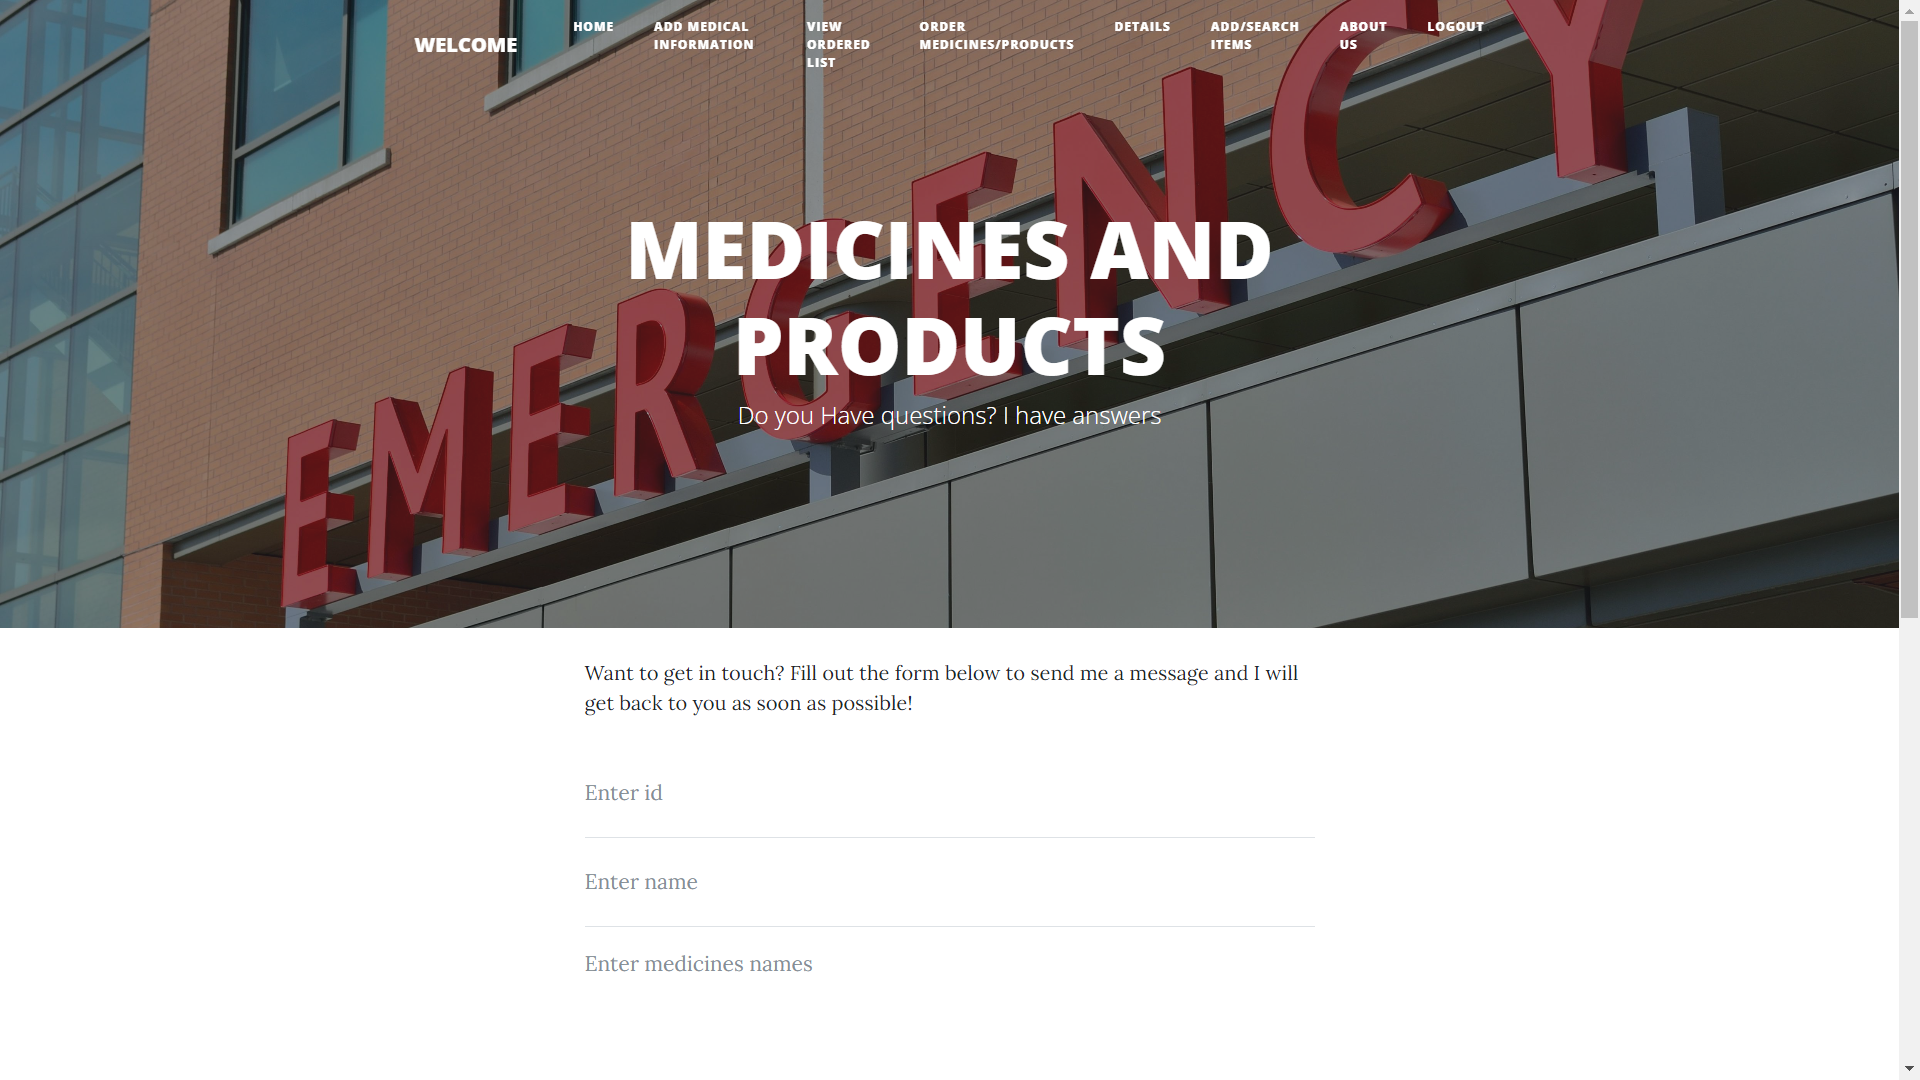 WELCOME
HOME
ADD MEDICAL
INFORMATION
VIEW
ORDERED
LIST
ORDER
MEDICINES/PRODUCTS
DETAILS
ADD/SEARCH
ITEMS
ABOUT
US
LOGOUT
EMERGENCY
MEDICINES AND
PRODUCTS
Do you Have questions? I have answers
Want to get in touch? Fill out the form below to send me a message and I will
get back to you as soon as possible!
Enter id
Enter name
Enter medicines names